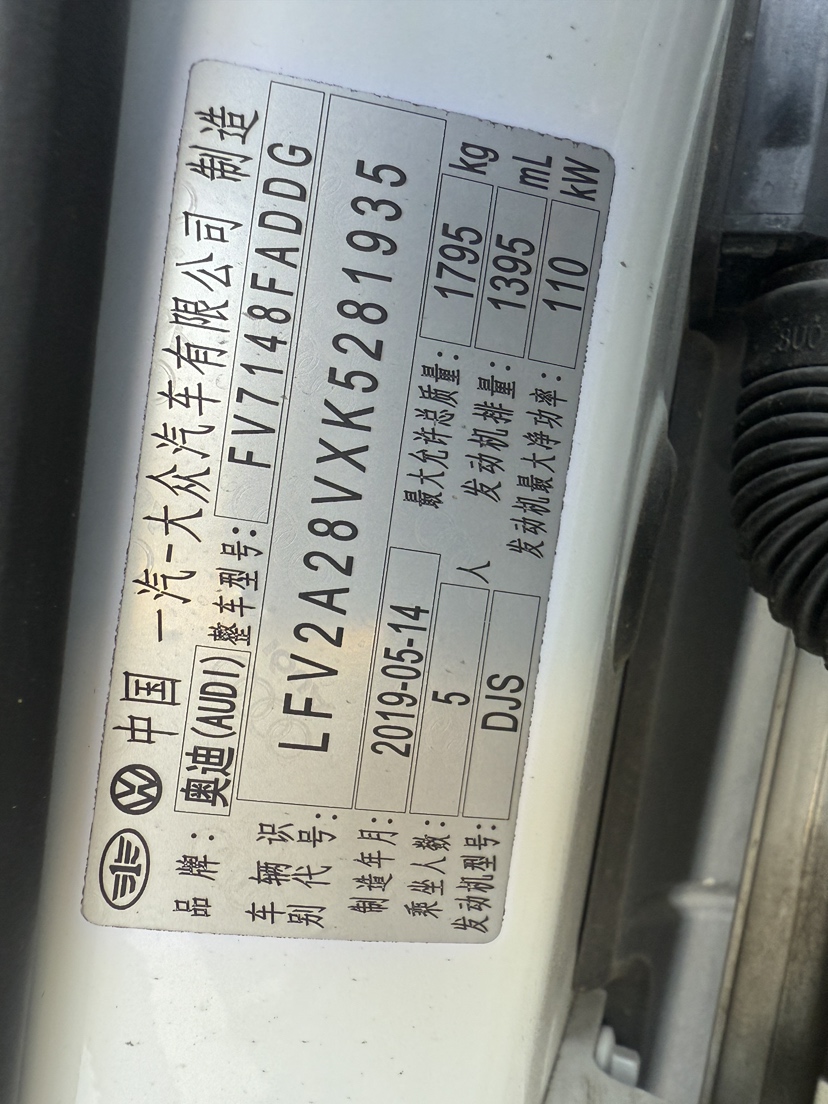 中国 一汽-大众汽车有限公司 制造
品牌: 奥迪(AUDI) 整车型号: FV7148FADDG
车辆识别代号: LFV2A28VXK5281935
制造年月: 2019-05-14 最大允许总质量: 1795 kg
乘坐人数: 5 人 发动机排量: 1395 mL
发动机型号: DJS 发动机最大净功率: 110 kW